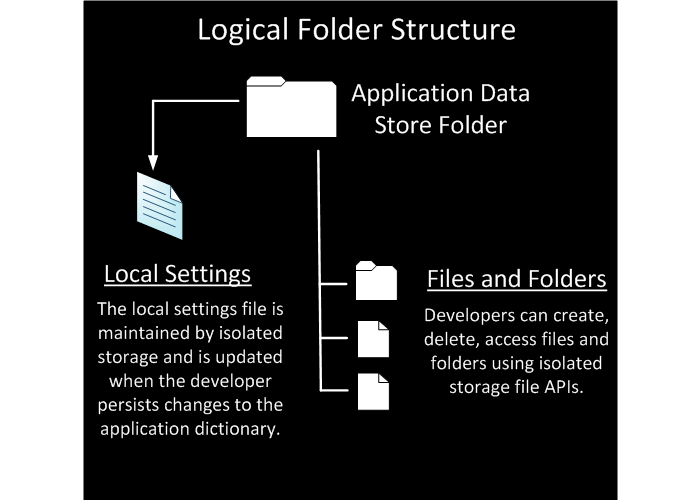 Logical Folder Structure
Application Data
Store Folder
Local Settings
The local settings file is
maintained by isolated
storage and is updated
when the developer
persists changes to the
application dictionary.
Files and Folders
Developers can create,
delete, access files and
folders using isolated
storage file APIs.